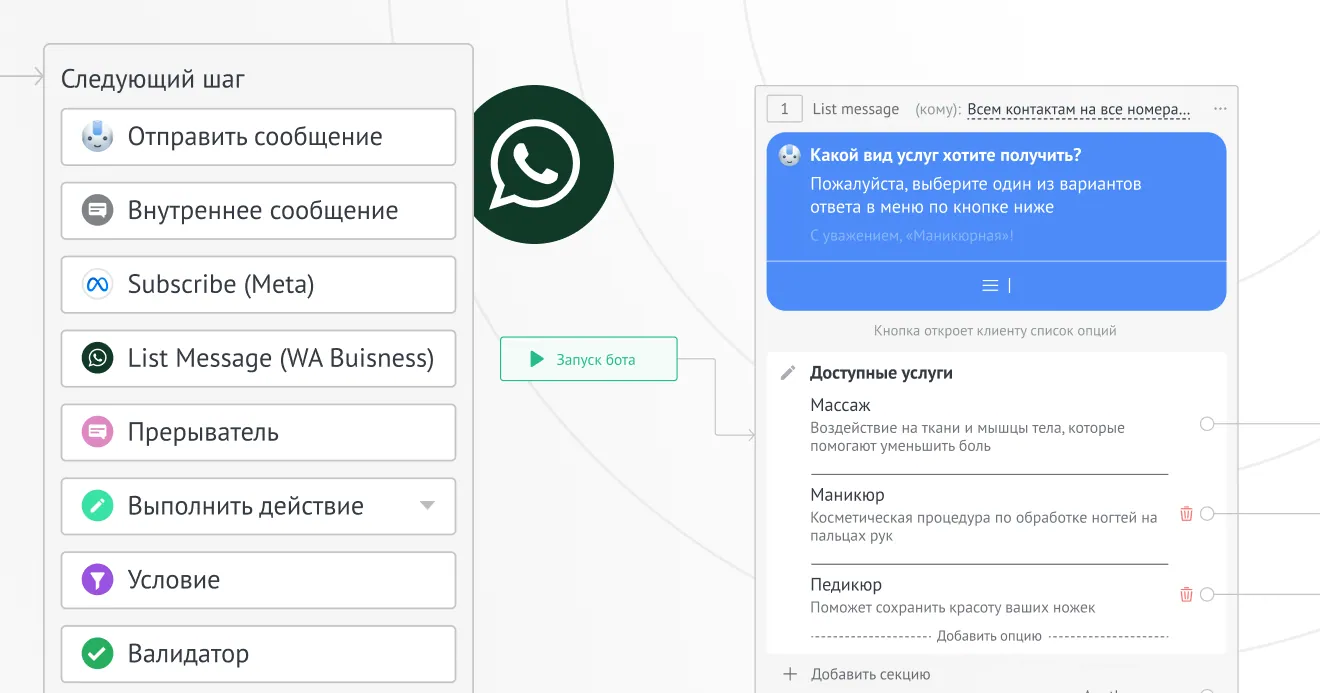 Следующий шаг
Отправить сообщение
Внутреннее сообщение
Subscribe (Meta)
List Message (WA Buisness)
Прерыватель
Выполнить действие
Условие
Валидатор
Запуск бота
1 List message (кому): Всем контактам на все номера...
Какой вид услуг хотите получить?
Пожалуйста, выберите один из вариантов
ответа в меню по кнопке ниже
С уважением, «Маникюрная»!
Кнопка откроет клиенту список опций
Доступные услуги
Массаж
Воздействие на ткани и мышцы тела, которые
помогают уменьшить боль
Маникюр
Косметическая процедура по обработке ногтей на
пальцах рук
Педикюр
Поможет сохранить красоту ваших ножек
Добавить опцию
Добавить секцию